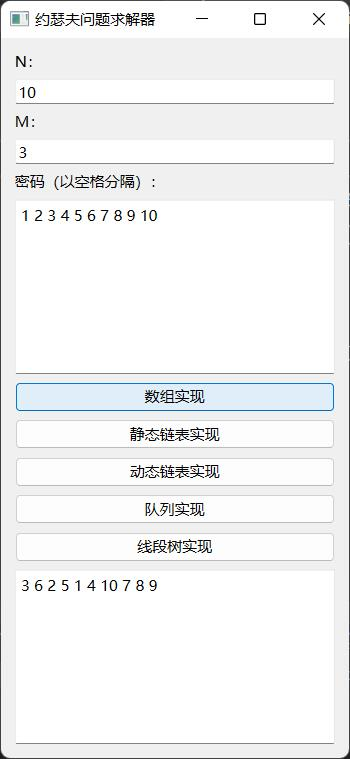 约瑟夫问题求解器
N：
10
M：
3
密码（以空格分隔）：
1 2 3 4 5 6 7 8 9 10
数组实现
静态链表实现
动态链表实现
队列实现
线段树实现
3 6 2 5 1 4 10 7 8 9